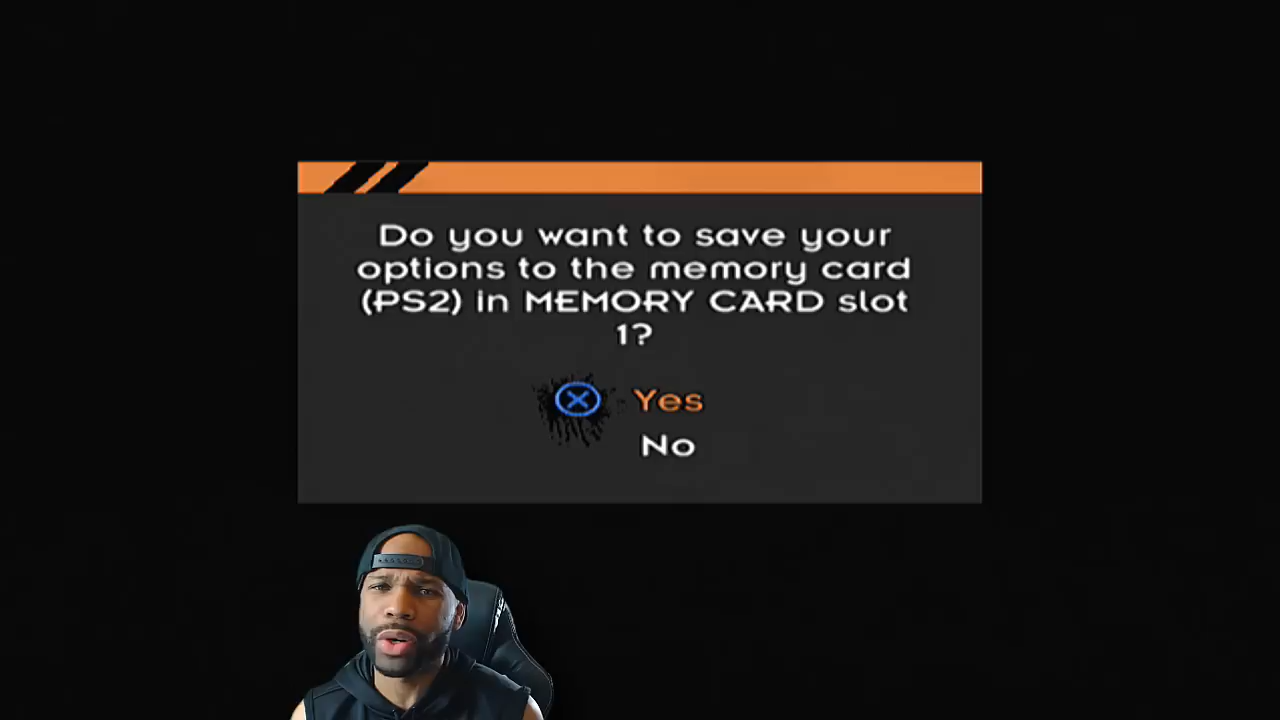 Do you want to save your
options to the memory card
(PS2) in MEMORY CARD slot
1?
Yes
No